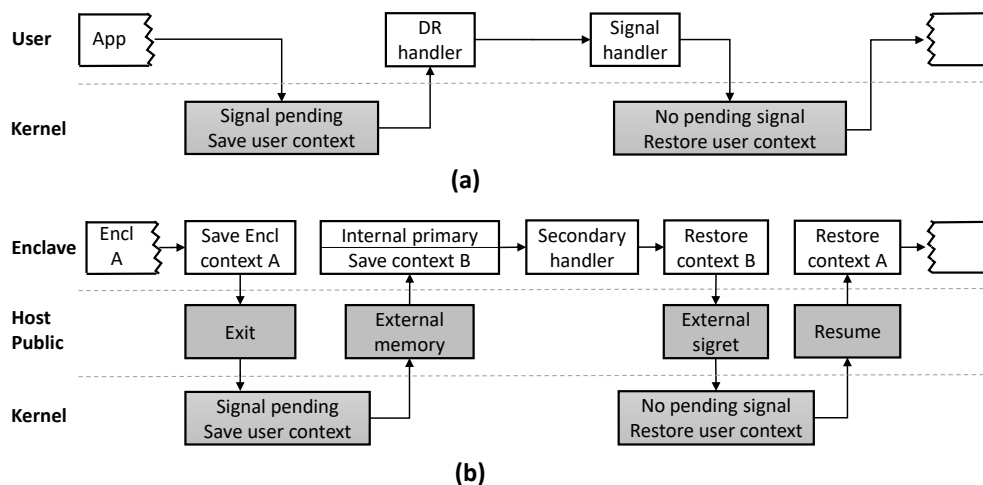 User
App
DR
handler
Signal
handler
Kernel
Signal pending
Save user context
No pending signal
Restore user context
(a)
Enclave
Encl
A
Save Encl
context A
Internal primary
Save context B
Secondary
handler
Restore
context B
Restore
context A
Host
Public
Exit
External
memory
External
sigret
Resume
Kernel
Signal pending
Save user context
No pending signal
Restore user context
(b)